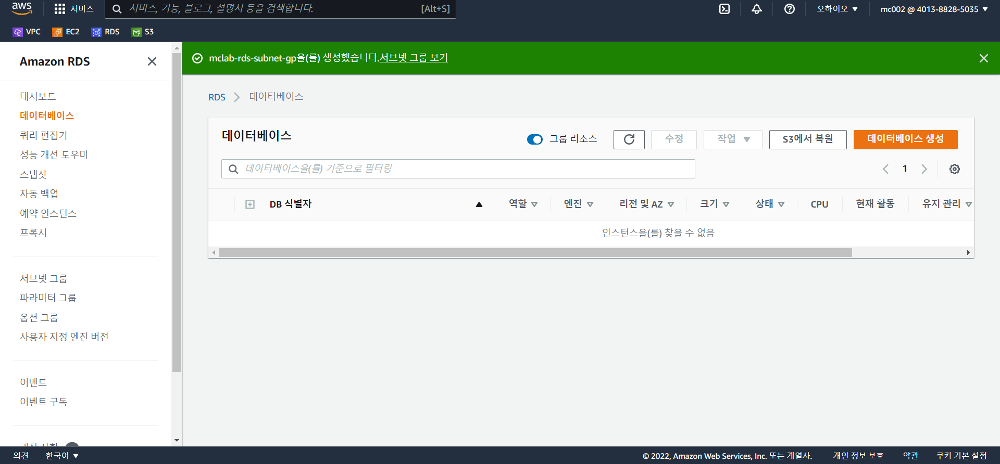 aws
서비스
서비스, 기능, 블로그, 설명서 등을 검색합니다.
[Alt+S]
오하이오
mc002 @ 4013-8828-5035
VPC
EC2
RDS
S3
Amazon RDS
대시보드
데이터베이스
쿼리 편집기
성능 개선 도우미
스냅샷
자동 백업
예약 인스턴스
프록시
서브넷 그룹
파라미터 그룹
옵션 그룹
사용자 지정 엔진 버전
이벤트
이벤트 구독
mclab-rds-subnet-gp을(를) 생성했습니다.서브넷 그룹 보기
RDS
데이터베이스
데이터베이스
그룹 리소스
수정
작업
S3에서 복원
데이터베이스 생성
데이터베이스을(를) 기준으로 필터링
1
DB 식별자
역할
엔진
리전 및 AZ
크기
상태
CPU
현재 활동
유지 관리
인스턴스을(를) 찾을 수 없음
의견
한국어
© 2022, Amazon Web Services, Inc. 또는 계열사.
개인 정보 보호
약관
쿠키 기본 설정